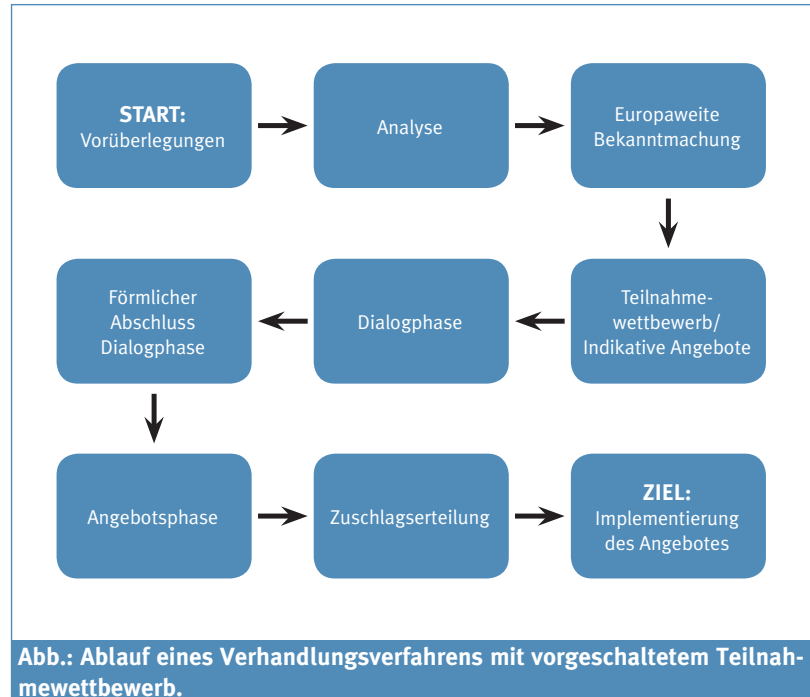 START:
Vorüberlegungen
Analyse
Europaweite
Bekanntmachung
Teilnahme-
wettbewerb/
Indikative Angebote
Dialogphase
Förmlicher
Abschluss
Dialogphase
Angebotsphase
Zuschlagserteilung
ZIEL:
Implementierung
des Angebotes
Abb.: Ablauf eines Verhandlungsverfahrens mit vorgeschaltetem Teilnah-
mewettbewerb.